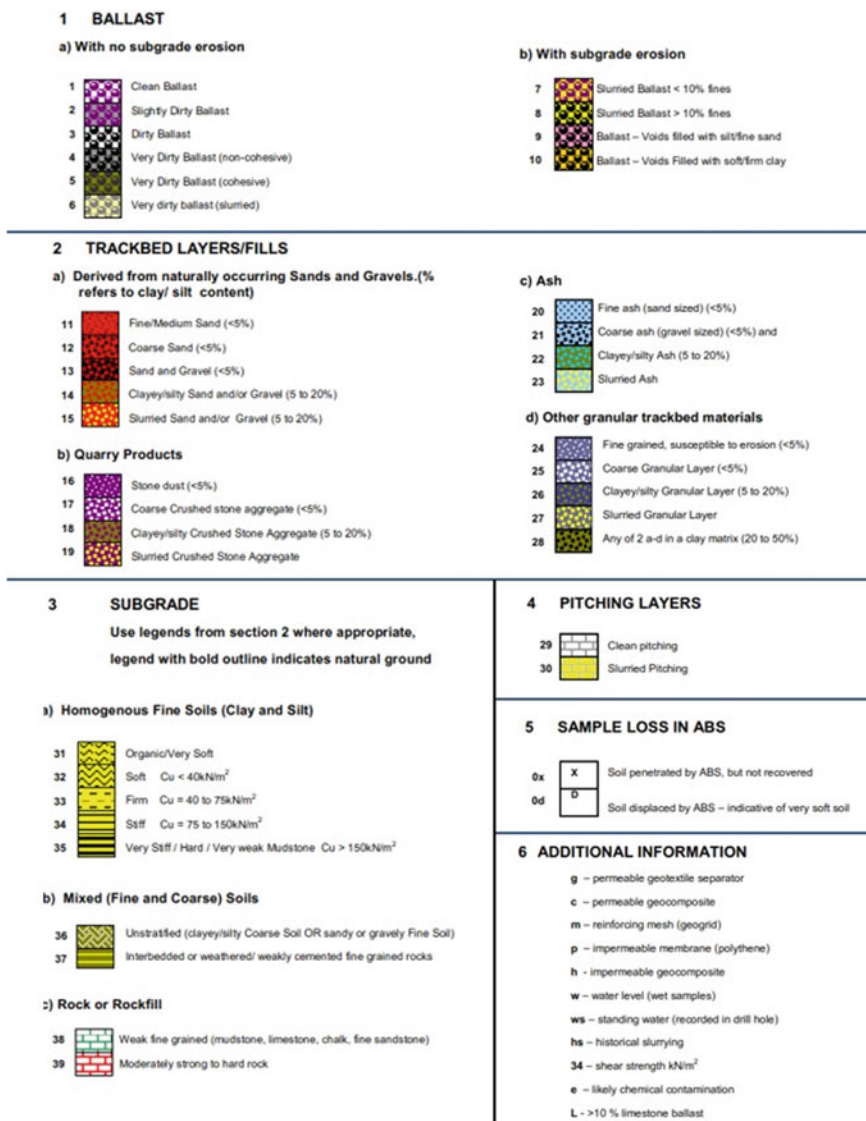 1 BALLAST
a) With no subgrade erosion
1 Clean Ballast
2 Slightly Dirty Ballast
3 Dirty Ballast
4 Very Dirty Ballast (non-cohesive)
5 Very Dirty Ballast (cohesive)
6 Very dirty ballast (slurried)
b) With subgrade erosion
7 Slurried Ballast < 10% fines
8 Slurried Ballast > 10% fines
9 Ballast – Voids filled with silt/fine sand
10 Ballast – Voids Filled with soft/firm clay
2 TRACKBED LAYERS/FILLS
a) Derived from naturally occurring Sands and Gravels.(%
refers to clay/ silt content)
11 Fine/Medium Sand (<5%)
12 Coarse Sand (<5%)
13 Sand and Gravel (<5%)
14 Clayey/silty Sand and/or Gravel (5 to 20%)
15 Slurried Sand and/or Gravel (5 to 20%)
b) Quarry Products
16 Stone dust (<5%)
17 Coarse Crushed stone aggregate (<5%)
18 Clayey/silty Crushed Stone Aggregate (5 to 20%)
19 Slurried Crushed Stone Aggregate
c) Ash
20 Fine ash (sand sized) (<5%)
21 Coarse ash (gravel sized) (<5%) and
22 Clayey/silty Ash (5 to 20%)
23 Slurried Ash
d) Other granular trackbed materials
24 Fine grained, susceptible to erosion (<5%)
25 Coarse Granular Layer (<5%)
26 Clayey/silty Granular Layer (5 to 20%)
27 Slurried Granular Layer
28 Any of 2 a-d in a clay matrix (20 to 50%)
3 SUBGRADE
Use legends from section 2 where appropriate,
legend with bold outline indicates natural ground
a) Homogenous Fine Soils (Clay and Silt)
31 Organic/Very Soft
32 Soft Cu < 40kN/m²
33 Firm Cu = 40 to 75kN/m²
34 Stiff Cu = 75 to 150kN/m²
35 Very Stiff / Hard / Very weak Mudstone Cu > 150kN/m²
b) Mixed (Fine and Coarse) Soils
36 Unstratified (clayey/silty Coarse Soil OR sandy or gravely Fine Soil)
37 Interbedded or weathered/ weakly cemented fine grained rocks
c) Rock or Rockfill
38 Weak fine grained (mudstone, limestone, chalk, fine sandstone)
39 Moderately strong to hard rock
4 PITCHING LAYERS
29 Clean pitching
30 Slurried Pitching
5 SAMPLE LOSS IN ABS
0x X Soil penetrated by ABS, but not recovered
0d D Soil displaced by ABS – indicative of very soft soil
6 ADDITIONAL INFORMATION
g – permeable geotextile separator
c – permeable geocomposite
m – reinforcing mesh (geogrid)
p – impermeable membrane (polythene)
h - impermeable geocomposite
w – water level (wet samples)
ws – standing water (recorded in drill hole)
hs – historical slurrying
34 – shear strength kN/m²
e – likely chemical contamination
L - >10 % limestone ballast